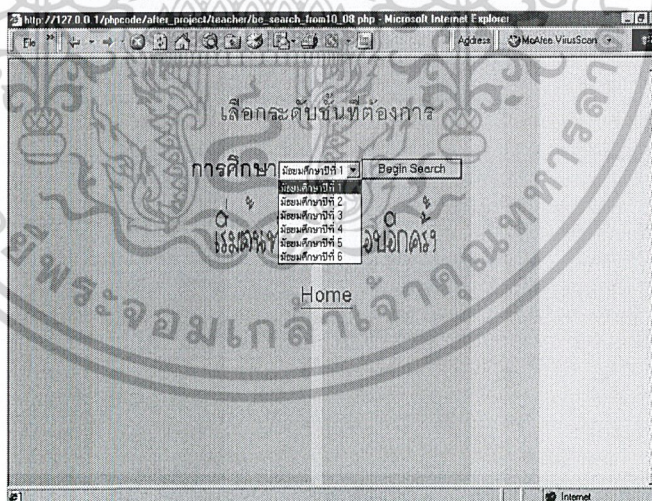 http://127.0.0.1/phpcode/after_project/teacher/be_search_from10_08.php - Microsoft Internet Explorer
File Address McAfee VirusScan
เลือกระดับชั้นที่ต้องการ
การศึกษา มัธยมศึกษาปีที่ 1 Begin Search
มัธยมศึกษาปีที่ 1
มัธยมศึกษาปีที่ 2
มัธยมศึกษาปีที่ 3
มัธยมศึกษาปีที่ 4
มัธยมศึกษาปีที่ 5
มัธยมศึกษาปีที่ 6
Home
Internet